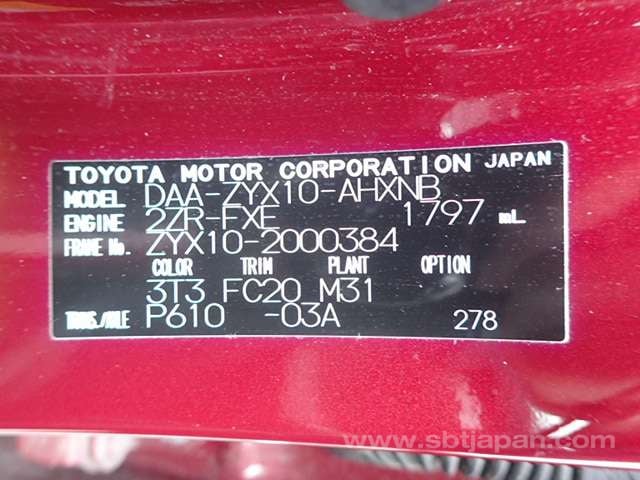 TOYOTA MOTOR CORPORATION JAPAN
MODEL DAA-ZYX10-AHXNB
ENGINE 2ZR-FXE 1797 mL
FRAME No. ZYX10-2000384
COLOR TRIM PLANT OPTION
3T3 FC20 M31
TRANS./AXLE P610 -03A 278
www.sbtjapan.com